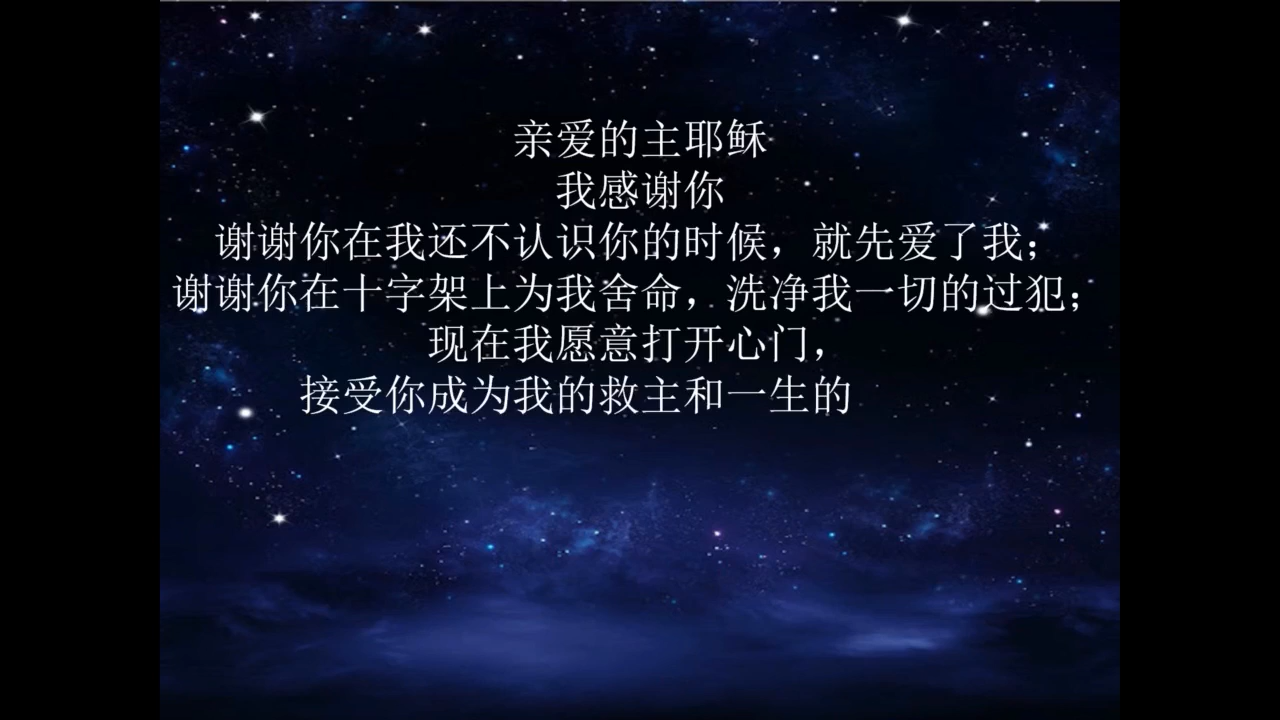 亲爱的主耶稣
我感谢你
谢谢你在我还不认识你的时候，就先爱了我；
谢谢你在十字架上为我舍命，洗净我一切的过犯；
现在我愿意打开心门，
接受你成为我的救主和一生的